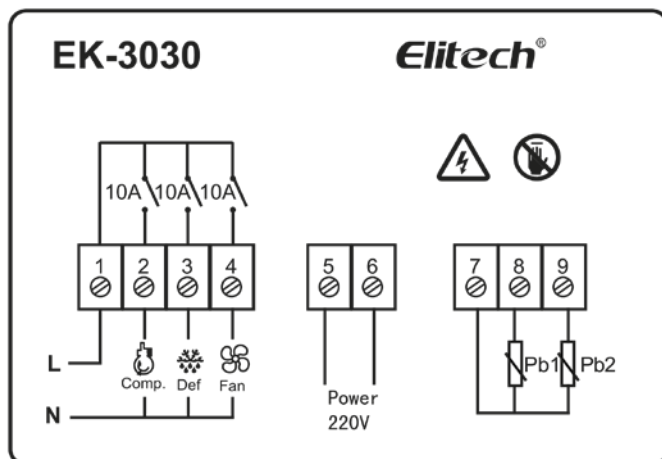 EK-3030
Elitech®
10A 10A 10A
1 2 3 4
5 6
7 8 9
L
Comp. Def Fan
N
Power
220V
Pb1 Pb2